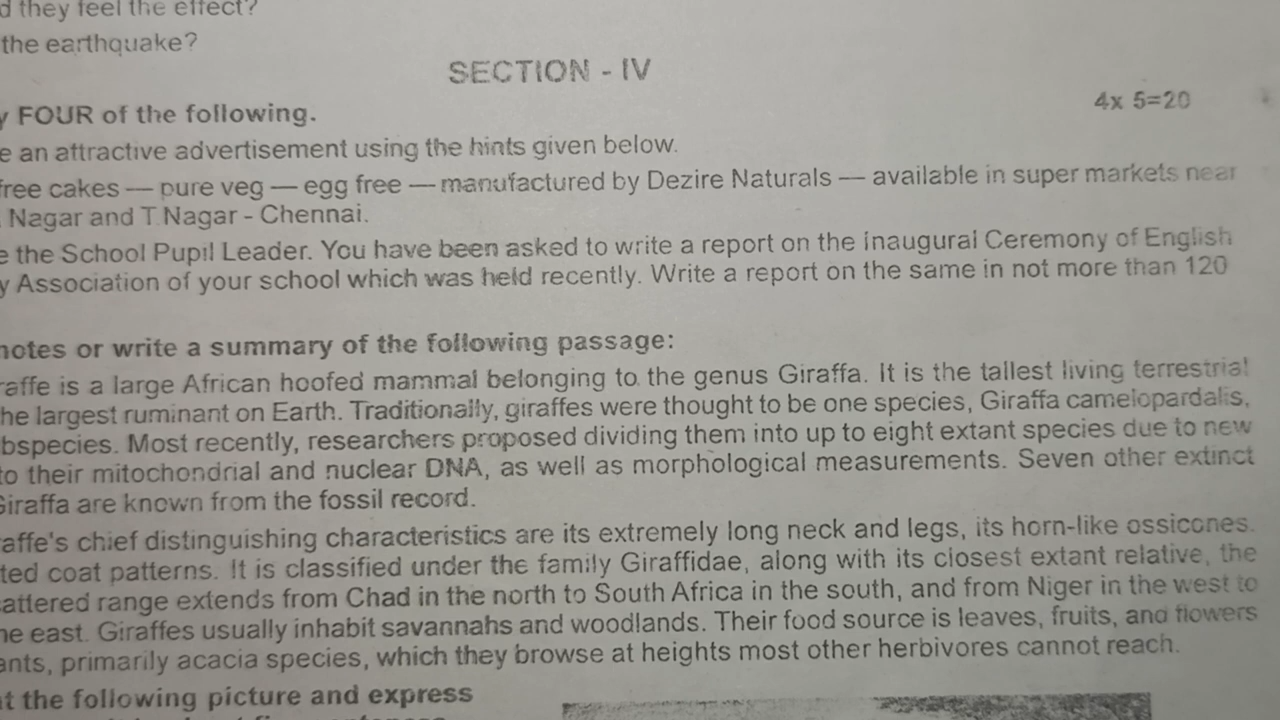 d they feel the effect?
the earthquake?
SECTION - IV
4x 5=20
y FOUR of the following.
e an attractive advertisement using the hints given below.
free cakes — pure veg — egg free — manufactured by Dezire Naturals — available in super markets near
Nagar and T.Nagar - Chennai.
e the School Pupil Leader. You have been asked to write a report on the inaugural Ceremony of English
y Association of your school which was held recently. Write a report on the same in not more than 120
notes or write a summary of the following passage:
raffe is a large African hoofed mammal belonging to the genus Giraffa. It is the tallest living terrestrial
he largest ruminant on Earth. Traditionally, giraffes were thought to be one species, Giraffa camelopardalis,
bspecies. Most recently, researchers proposed dividing them into up to eight extant species due to new
to their mitochondrial and nuclear DNA, as well as morphological measurements. Seven other extinct
Giraffa are known from the fossil record.
affe's chief distinguishing characteristics are its extremely long neck and legs, its horn-like ossicones.
ted coat patterns. It is classified under the family Giraffidae, along with its closest extant relative, the
cattered range extends from Chad in the north to South Africa in the south, and from Niger in the west to
he east. Giraffes usually inhabit savannahs and woodlands. Their food source is leaves, fruits, and flowers
ants, primarily acacia species, which they browse at heights most other herbivores cannot reach.
at the following picture and express